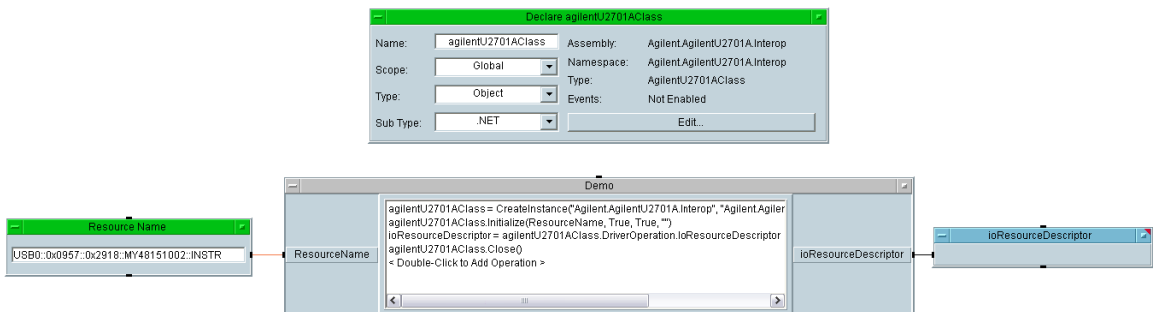 Declare agilentU2701AClass
Name: agilentU2701AClass Assembly: Agilent.AgilentU2701A.Interop
Scope: Global Namespace: Agilent.AgilentU2701A.Interop
Type: AgilentU2701AClass
Type: Object Events: Not Enabled
Sub Type: .NET Edit...
Demo
Resource Name
USB0::0x0957::0x2918::MY48151002::INSTR
ResourceName
agilentU2701AClass = CreateInstance("Agilent.AgilentU2701A.Interop", "Agilent.Agiler
agilentU2701AClass.Initialize(ResourceName, True, True, "")
ioResourceDescriptor = agilentU2701AClass.DriverOperation.IoResourceDescriptor
agilentU2701AClass.Close()
< Double-Click to Add Operation >
ioResourceDescriptor
ioResourceDescriptor